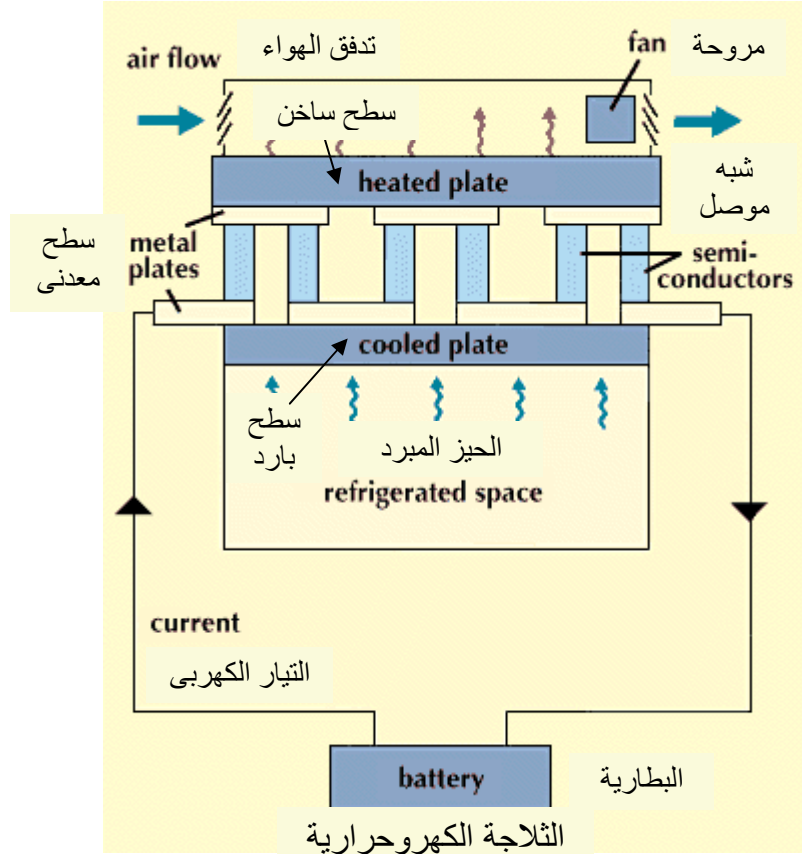 air flow
تدفق الهواء
fan
مروحة
سطح ساخن
heated plate
شبه
موصل
سطح
معدنى
metal
plates
semi-
conductors
cooled plate
سطح
بارد
الحيز المبرد
refrigerated space
current
التيار الكهربى
battery
البطارية
الثلاجة الكهروحرارية